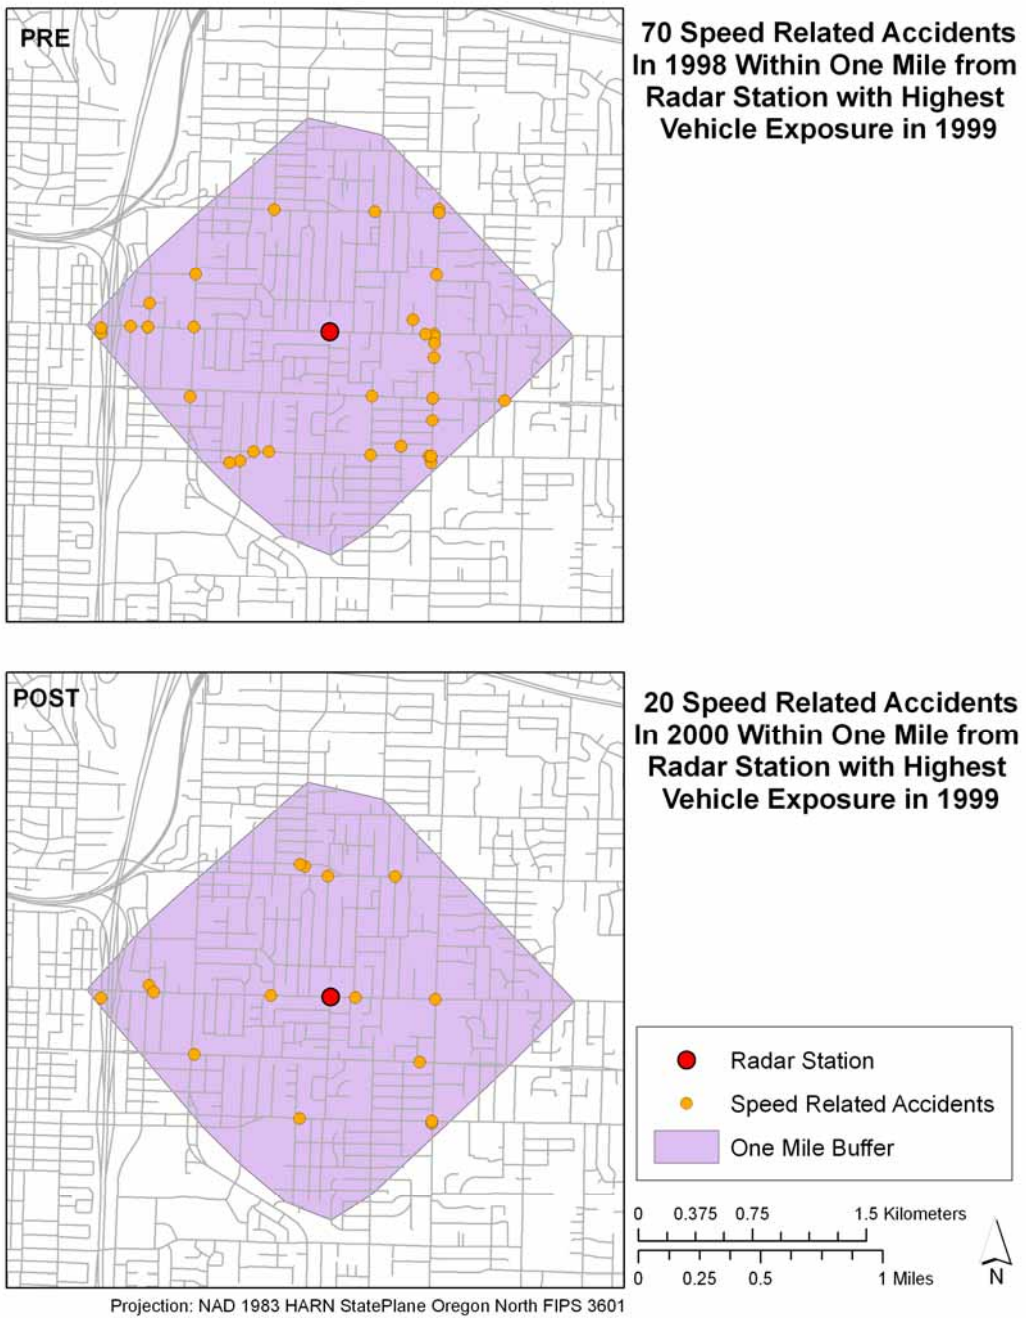 PRE
70 Speed Related Accidents
In 1998 Within One Mile from
Radar Station with Highest
Vehicle Exposure in 1999
POST
20 Speed Related Accidents
In 2000 Within One Mile from
Radar Station with Highest
Vehicle Exposure in 1999
Radar Station
Speed Related Accidents
One Mile Buffer
0 0.375 0.75 1.5 Kilometers
0 0.25 0.5 1 Miles
N
Projection: NAD 1983 HARN StatePlane Oregon North FIPS 3601